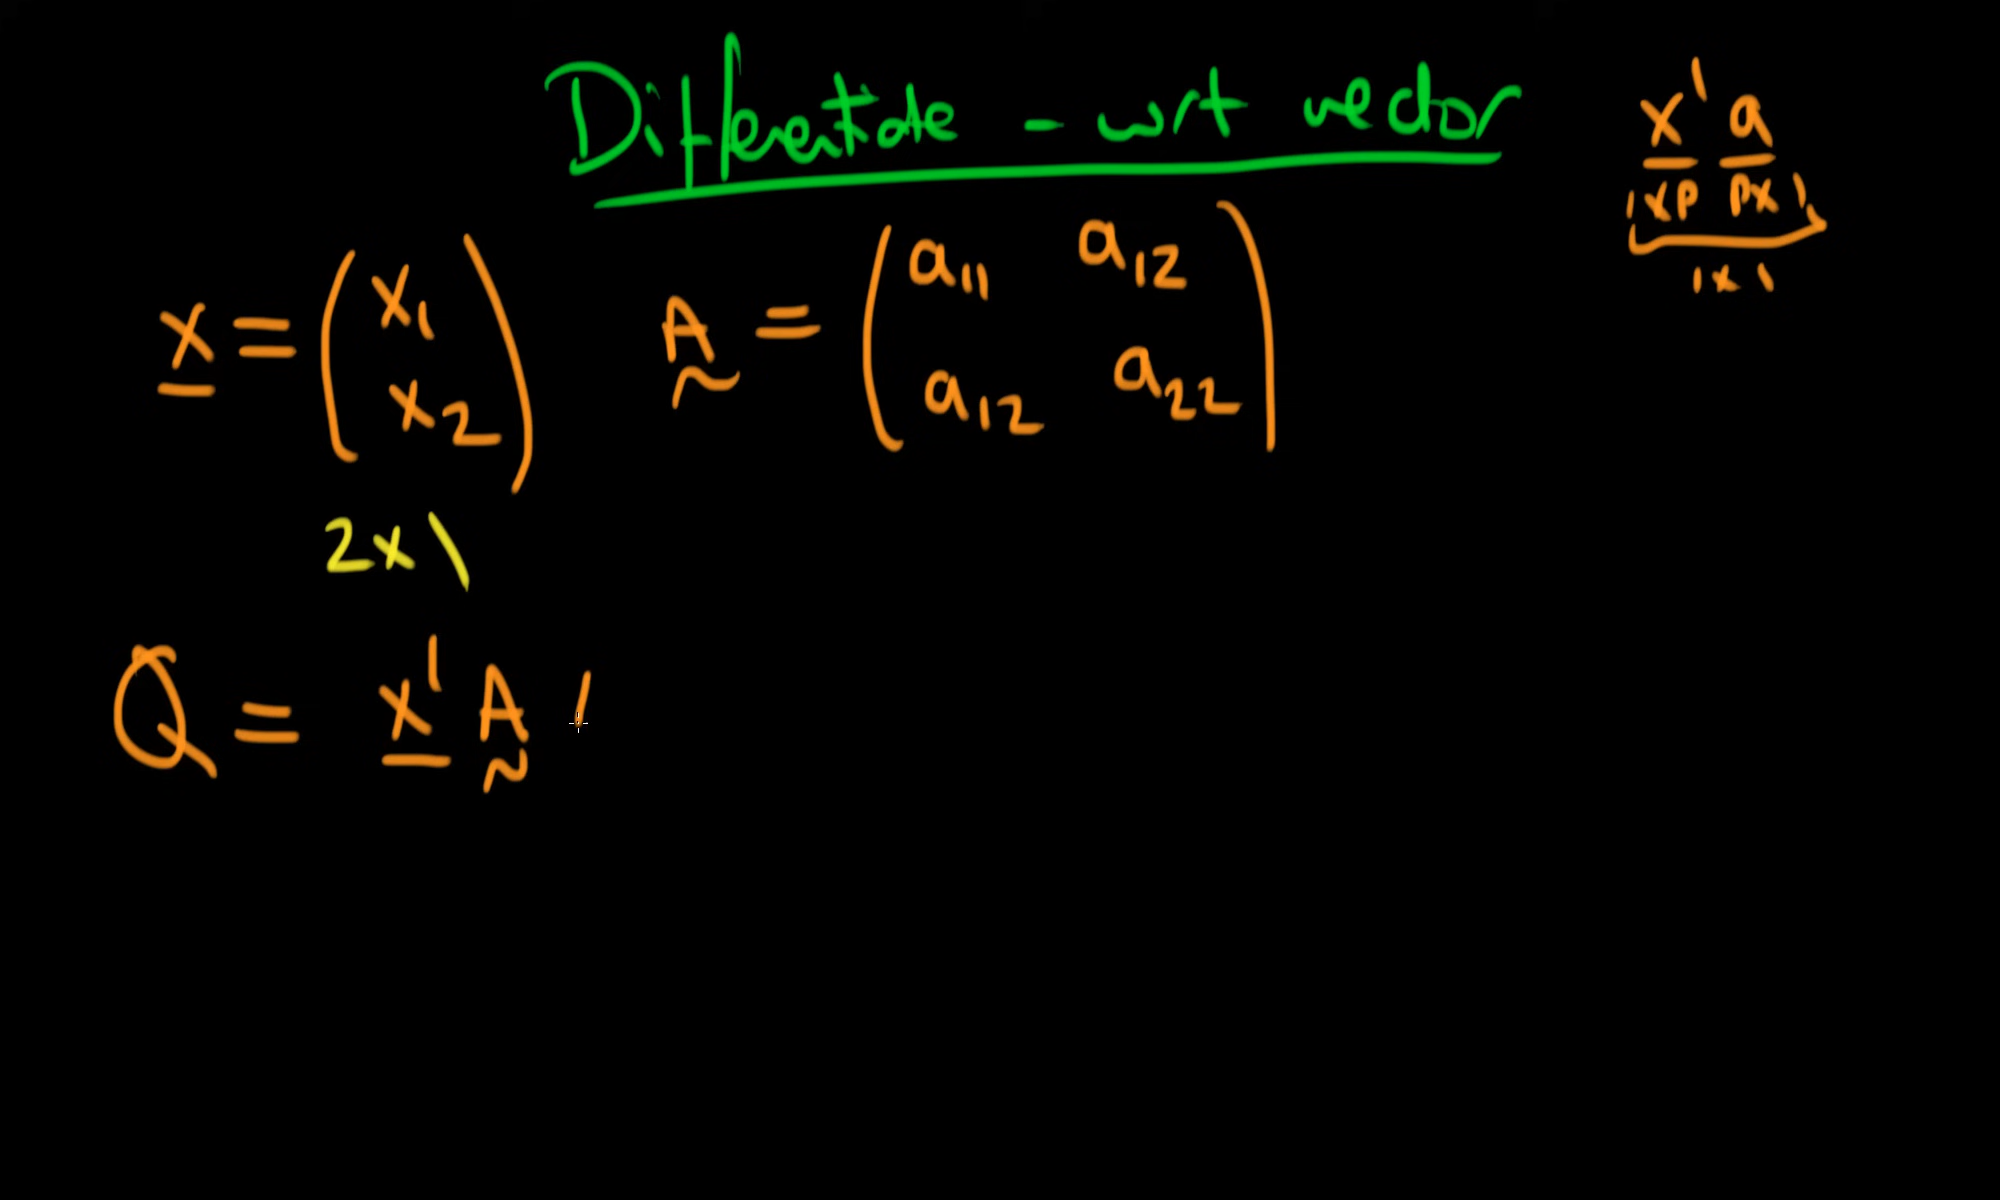 Differentiate - wrt vector
x' a
1xp px1
1x1
x = (x₁ x₂) A = (a₁₁ a₁₂ a₁₂ a₂₂)
2x1
Q = x' A